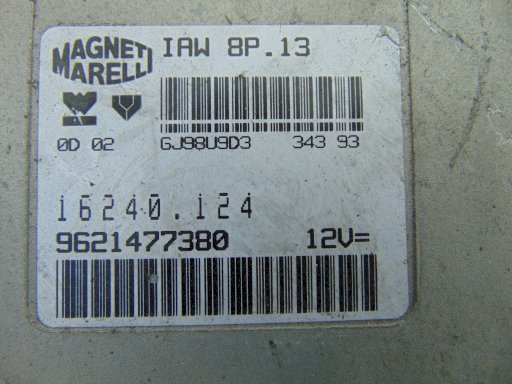 MAGNETI MARELLI
IAW 8P.13
0D 02 GJ98U9D3 343 93
16240.124
9621477380 12V=